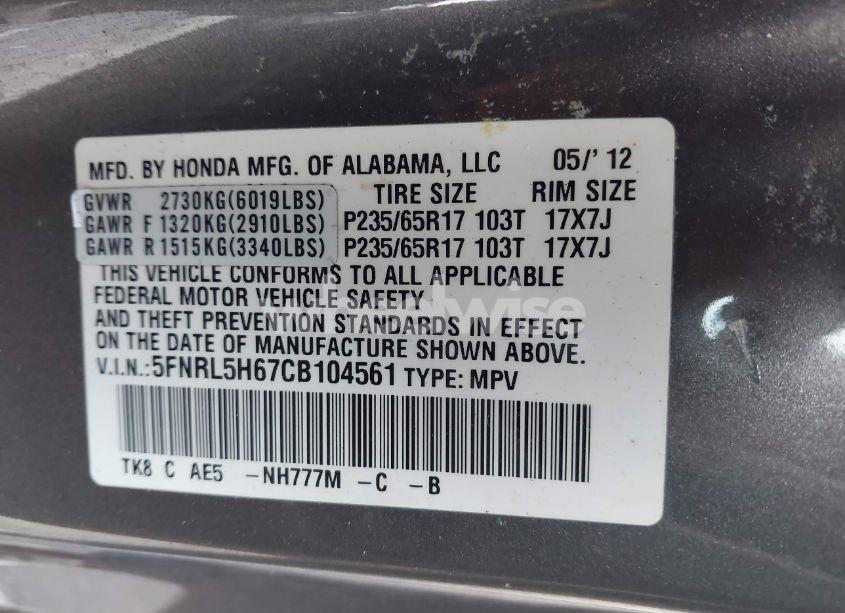 MFD. BY HONDA MFG. OF ALABAMA, LLC 05/' 12
GVWR 2730KG(6019LBS) TIRE SIZE RIM SIZE
GAWR F 1320KG(2910LBS) P235/65R17 103T 17X7J
GAWR R 1515KG(3340LBS) P235/65R17 103T 17X7J
THIS VEHICLE CONFORMS TO ALL APPLICABLE
FEDERAL MOTOR VEHICLE SAFETY
AND THEFT PREVENTION STANDARDS IN EFFECT
ON THE DATE OF MANUFACTURE SHOWN ABOVE.
V.I.N.:5FNRL5H67CB104561 TYPE: MPV
TK8 C AE5 -NH777M -C -B